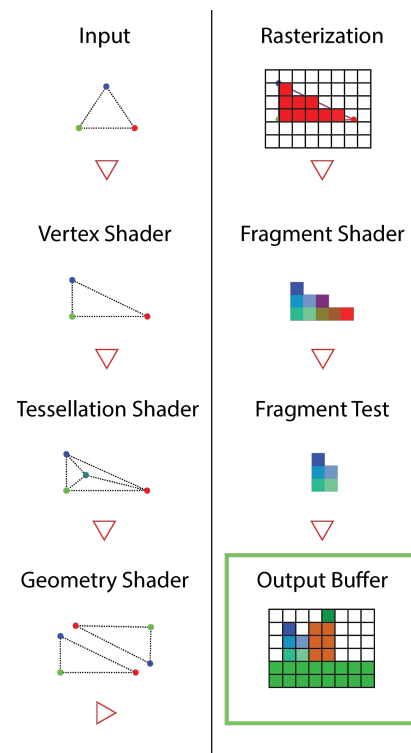 Input
Vertex Shader
Tessellation Shader
Geometry Shader
Rasterization
Fragment Shader
Fragment Test
Output Buffer